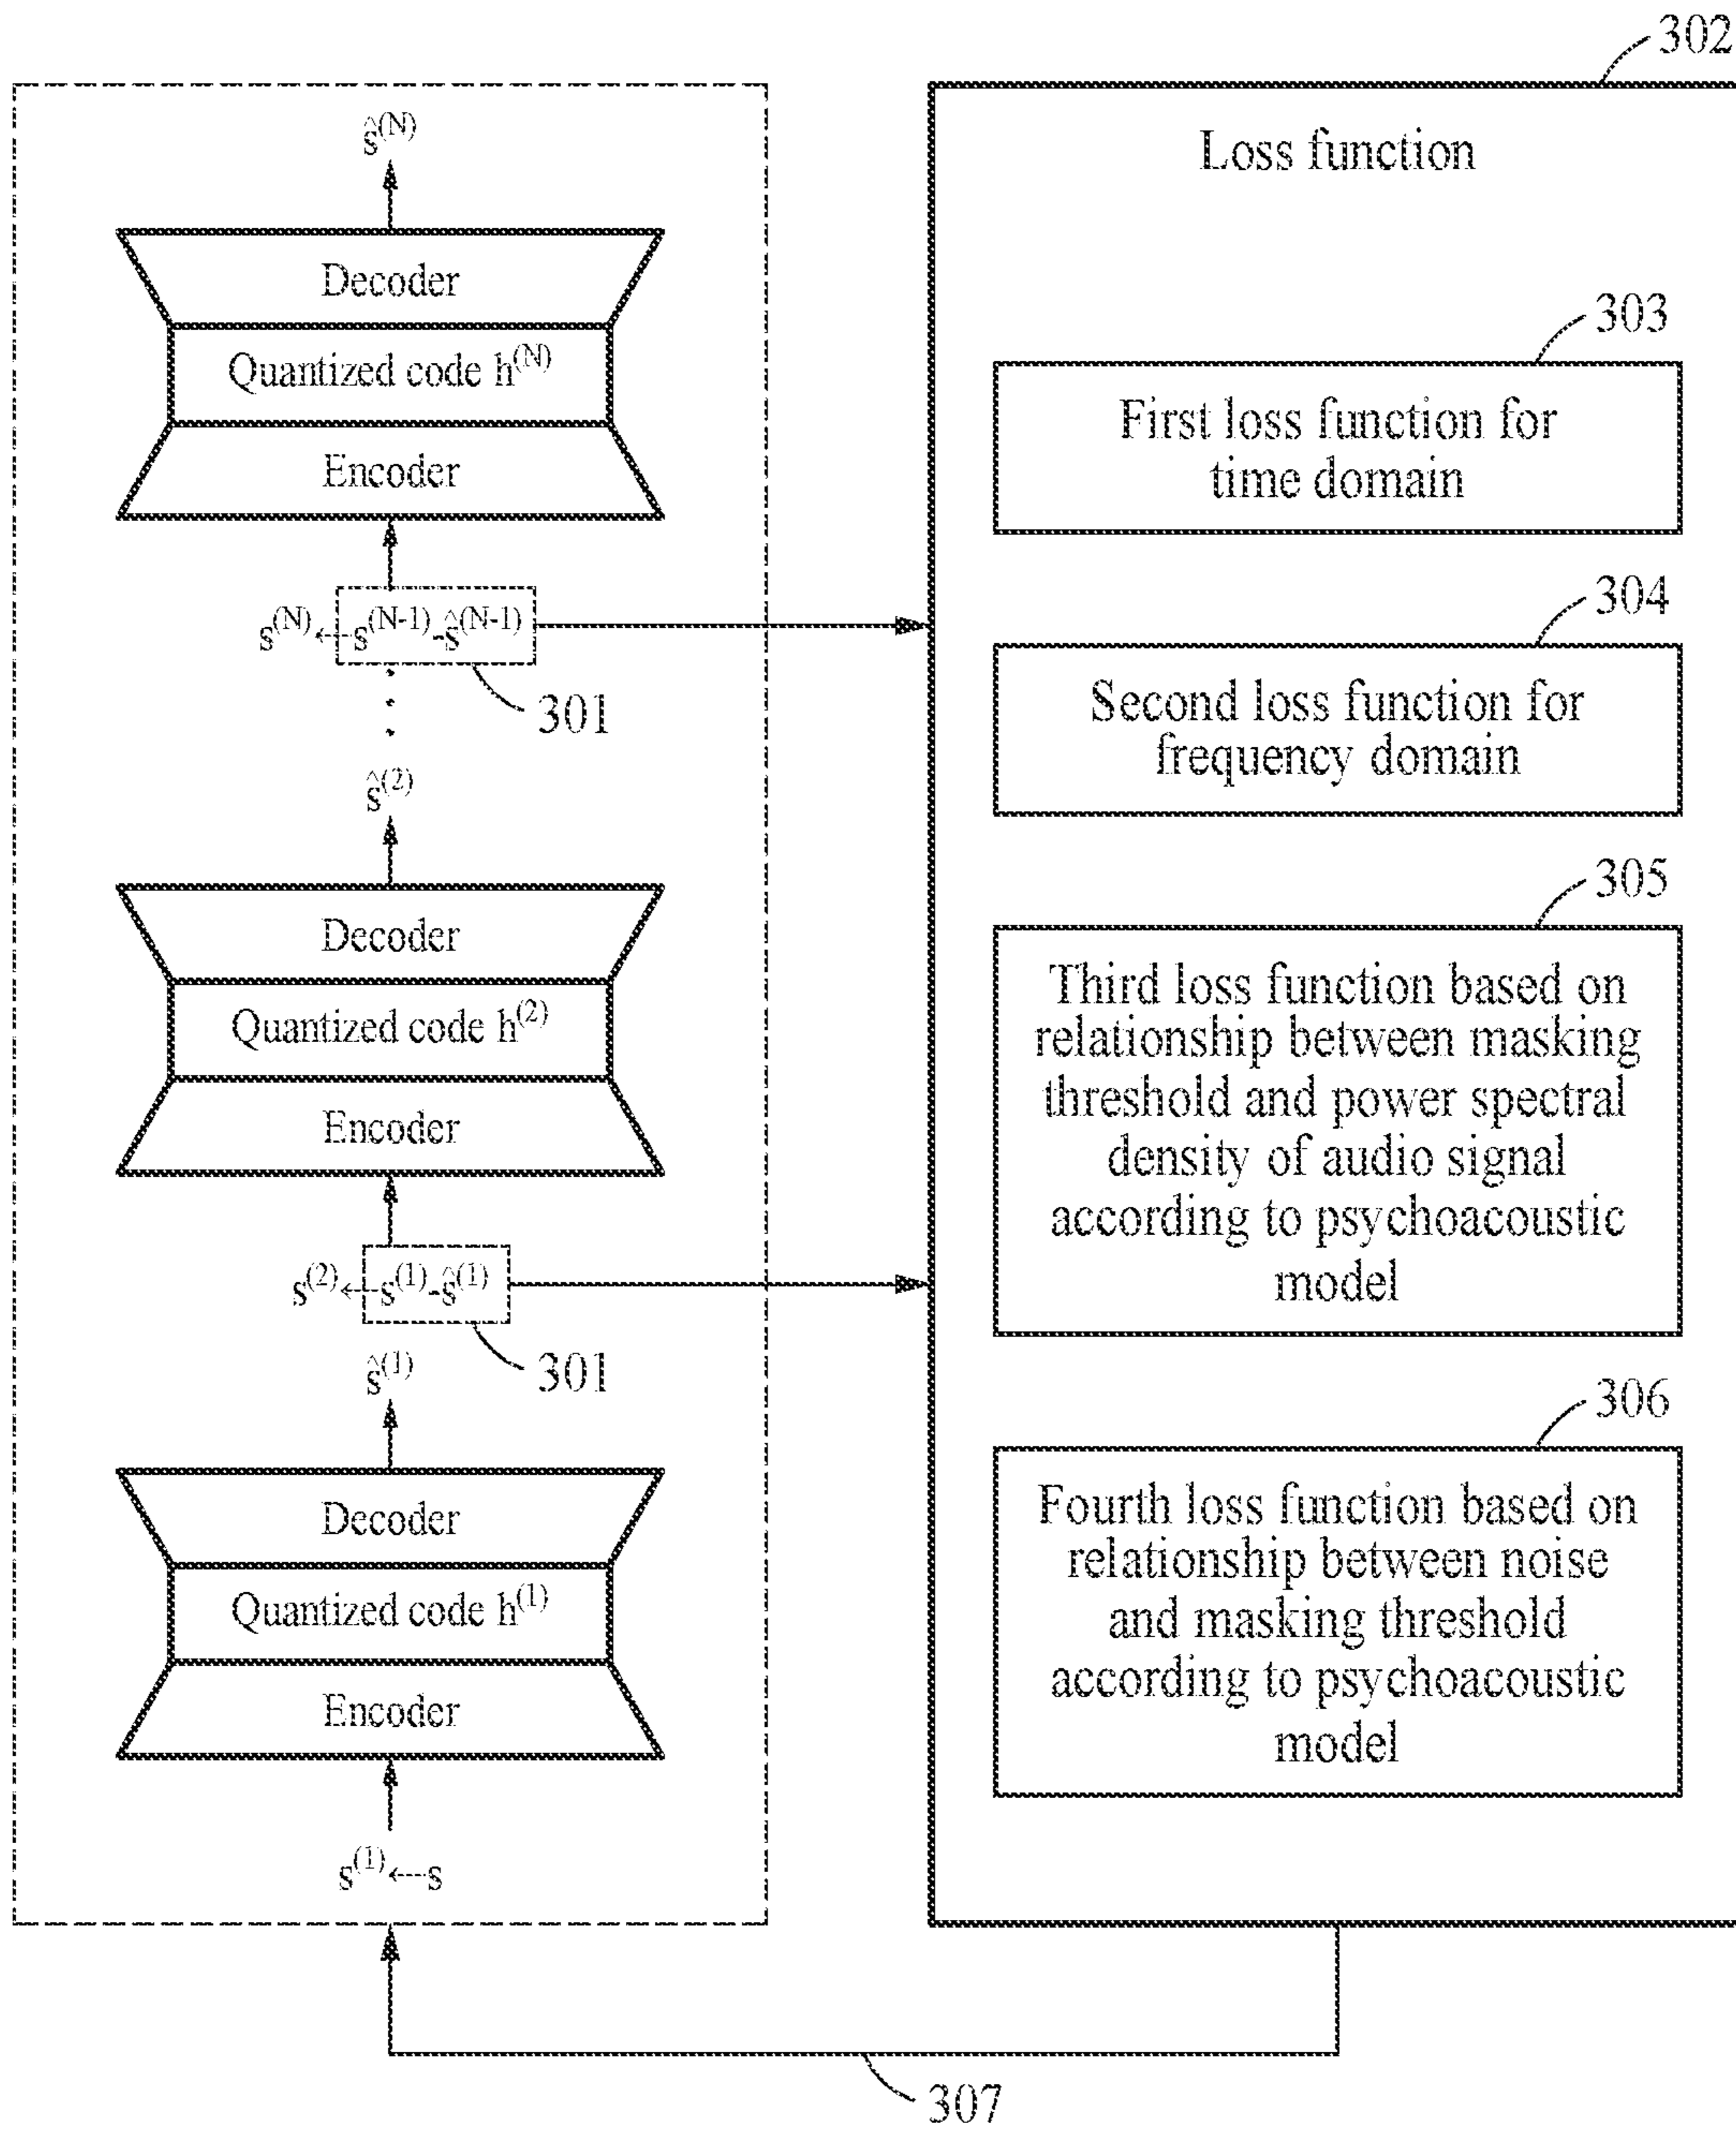 302
Loss function
ŝ(N)
Decoder
Quantized code h(N)
Encoder
s(N)←s(N-1)-ŝ(N-1)
301
ŝ(2)
Decoder
Quantized code h(2)
Encoder
s(2)←s(1)-ŝ(1)
301
ŝ(1)
Decoder
Quantized code h(1)
Encoder
s(1)←s
303
First loss function for
time domain
304
Second loss function for
frequency domain
305
Third loss function based on
relationship between masking
threshold and power spectral
density of audio signal
according to psychoacoustic
model
306
Fourth loss function based on
relationship between noise
and masking threshold
according to psychoacoustic
model
307